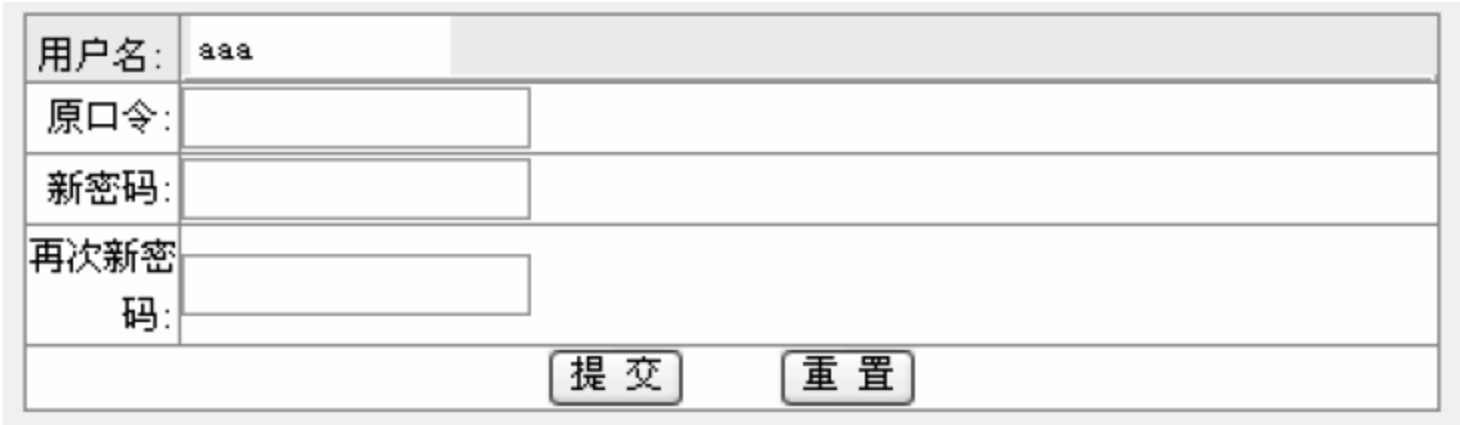 用户名: aaa
原口令:
新密码:
再次新密
码:
提 交 重 置